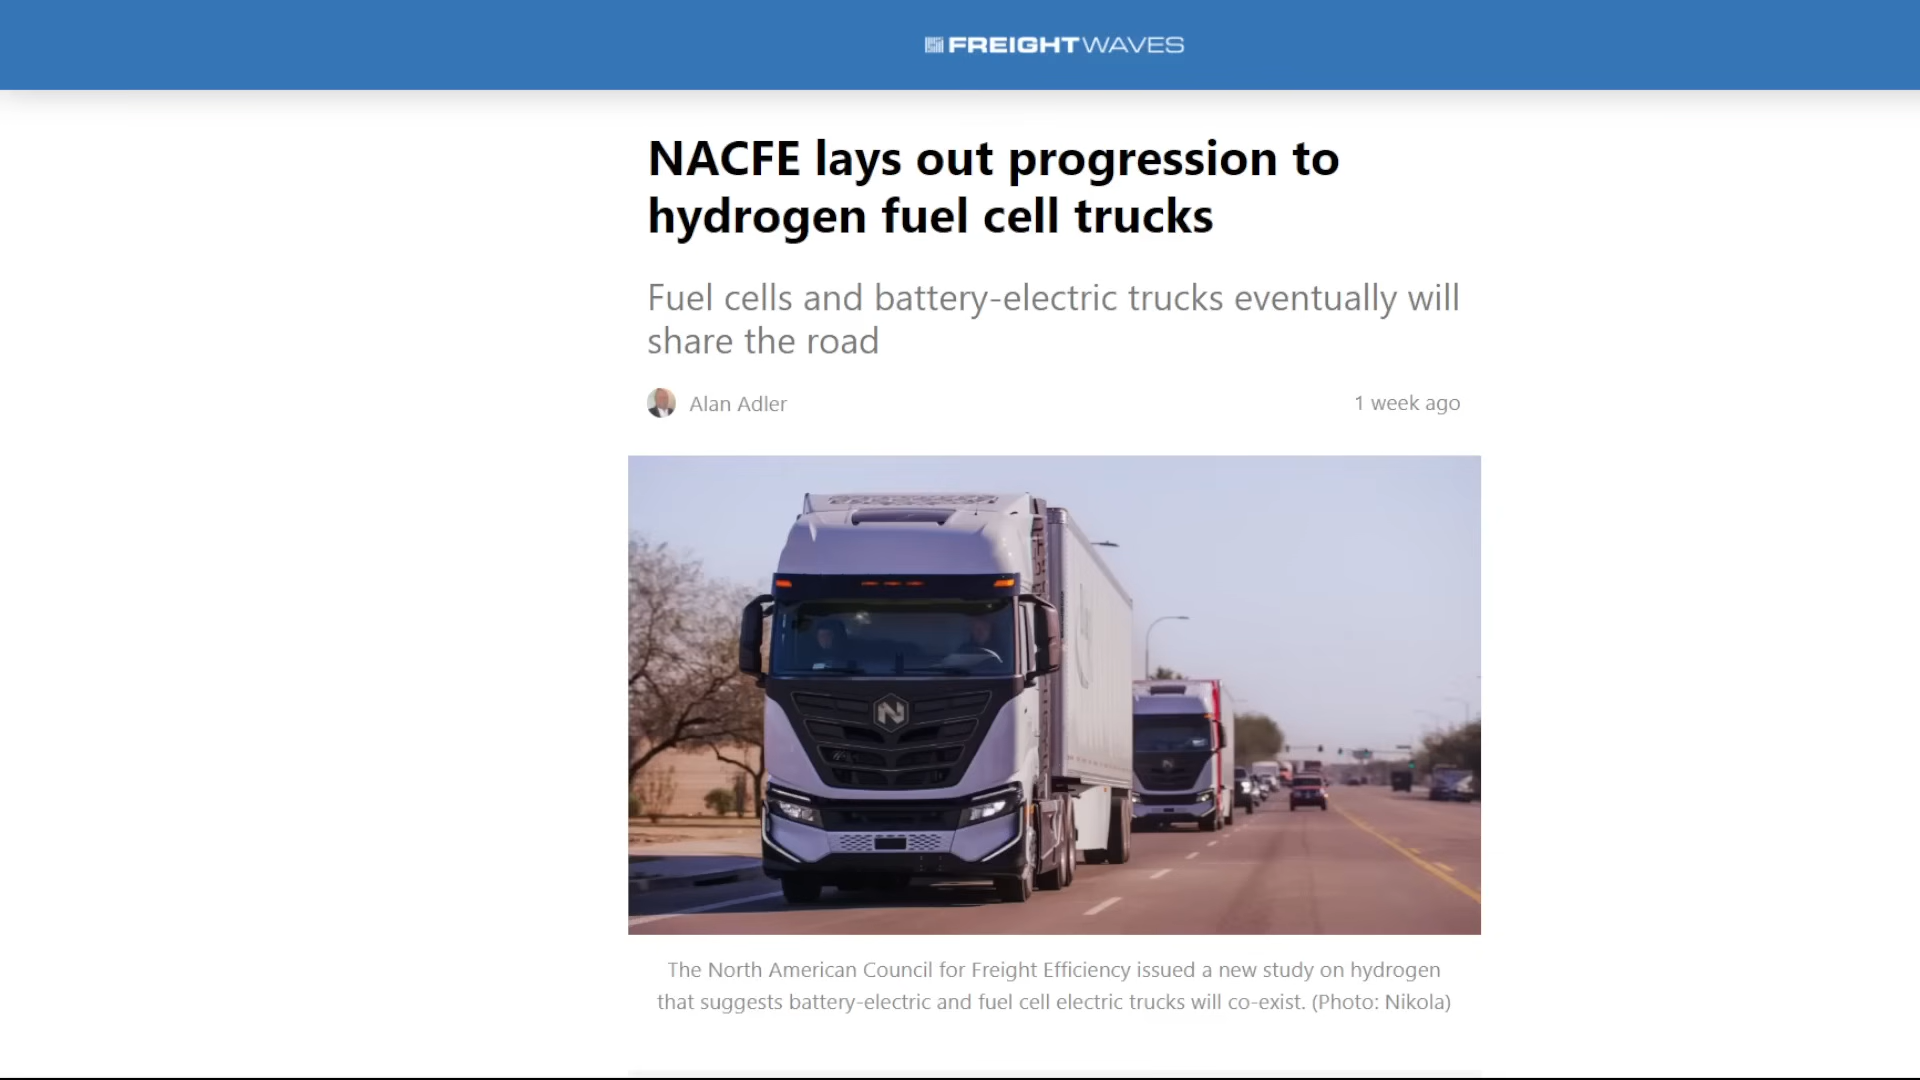 FREIGHTWAVES
NACFE lays out progression to
hydrogen fuel cell trucks
Fuel cells and battery-electric trucks eventually will
share the road
Alan Adler
1 week ago
N
The North American Council for Freight Efficiency issued a new study on hydrogen
that suggests battery-electric and fuel cell electric trucks will co-exist. (Photo: Nikola)